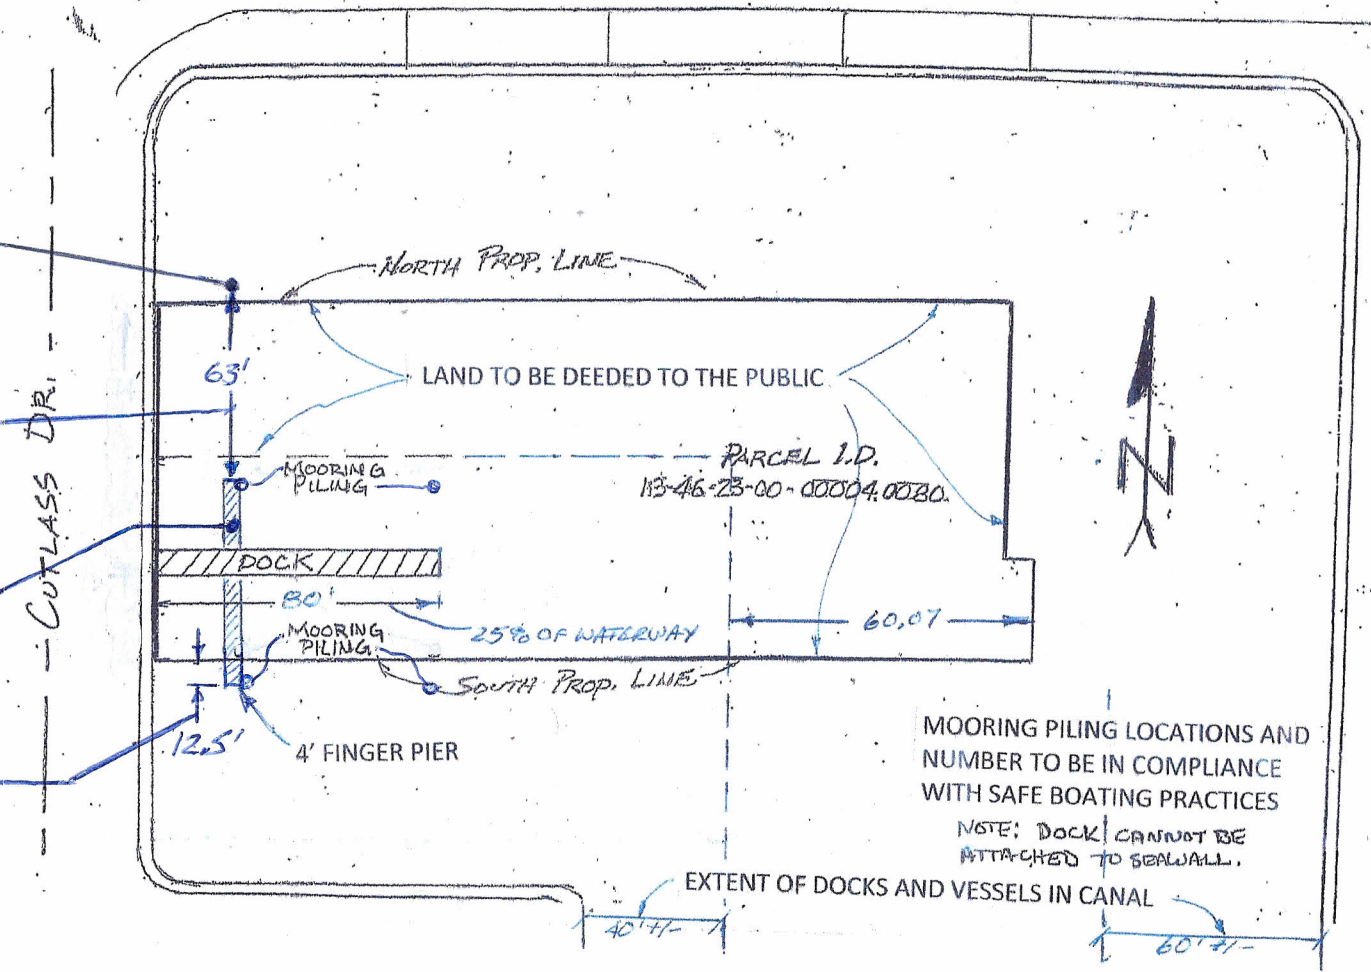 NORTH PROP. LINE
63'
LAND TO BE DEEDED TO THE PUBLIC
CUTLASS DR.
PARCEL I.D.
13-46-23-00-00004.0080
MOORING
PILING
N
DOCK
80'
25% OF WATERWAY
60.07
MOORING
PILING
SOUTH PROP. LINE
12.5'
4' FINGER PIER
MOORING PILING LOCATIONS AND
NUMBER TO BE IN COMPLIANCE
WITH SAFE BOATING PRACTICES
NOTE: DOCK CANNOT BE
ATTACHED TO SEAWALL.
EXTENT OF DOCKS AND VESSELS IN CANAL
40'+/-
60'+/-